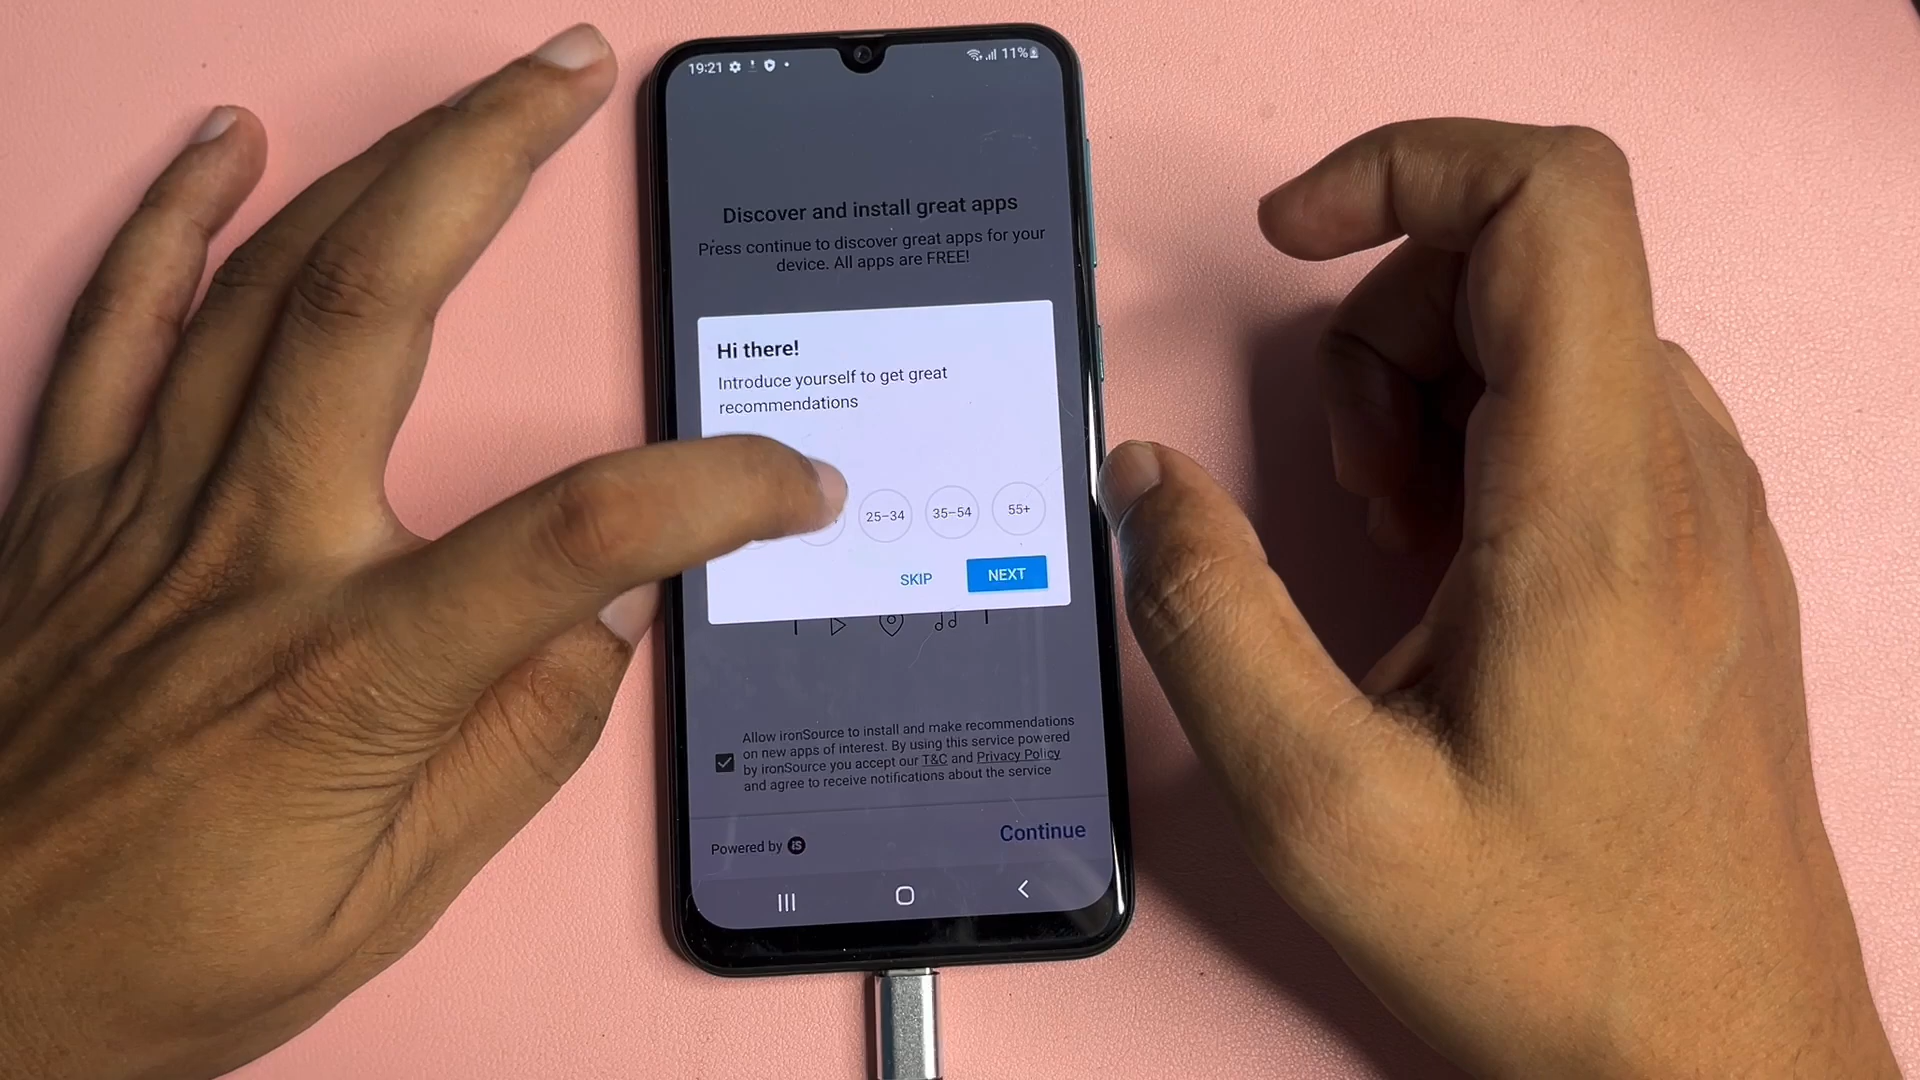 19:21
11%
Discover and install great apps
Press continue to discover great apps for your
device. All apps are FREE!
Hi there!
Introduce yourself to get great
recommendations
25–34
35–54
55+
SKIP
NEXT
Allow ironSource to install and make recommendations
on new apps of interest. By using this service powered
by ironSource you accept our T&C and Privacy Policy
and agree to receive notifications about the service
Powered by iS
Continue